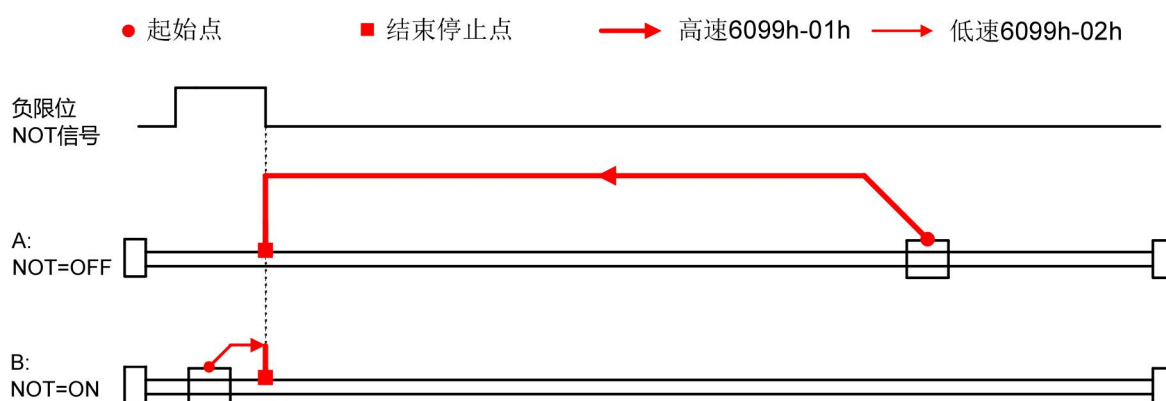 起始点 结束停止点 高速6099h-01h 低速6099h-02h
负限位
NOT信号
A:
NOT=OFF
B:
NOT=ON